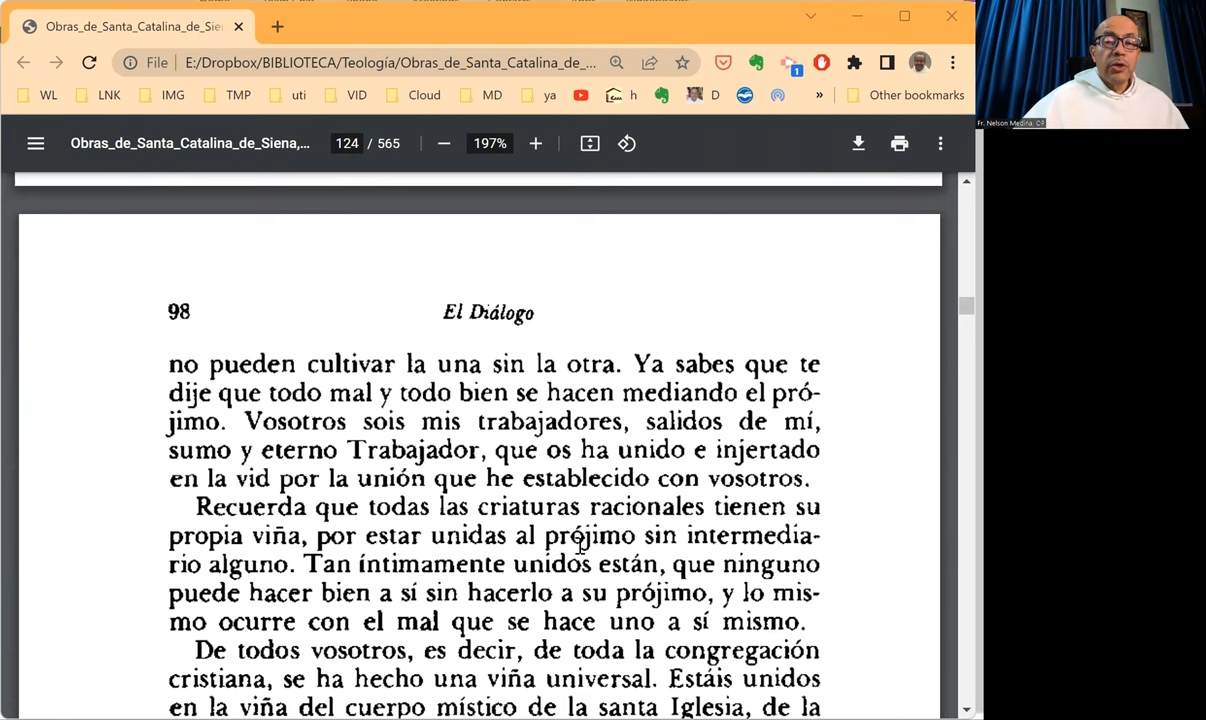 Obras_de_Santa_Catalina_de_Sie
File E:/Dropbox/BIBLIOTECA/Teología/Obras_de_Santa_Catalina_de_...
1
WL LNK IMG TMP uti VID Cloud MD ya h D » Other bookmarks
Obras_de_Santa_Catalina_de_Siena,... 124 / 565 197%
Fr. Nelson Medina, OP
98 El Diálogo
no pueden cultivar la una sin la otra. Ya sabes que te
dije que todo mal y todo bien se hacen mediando el pró-
jimo. Vosotros sois mis trabajadores, salidos de mí,
sumo y eterno Trabajador, que os ha unido e injertado
en la vid por la unión que he establecido con vosotros.
Recuerda que todas las criaturas racionales tienen su
propia viña, por estar unidas al prójimo sin intermedia-
rio alguno. Tan íntimamente unidos están, que ninguno
puede hacer bien a sí sin hacerlo a su prójimo, y lo mis-
mo ocurre con el mal que se hace uno a sí mismo.
De todos vosotros, es decir, de toda la congregación
cristiana, se ha hecho una viña universal. Estáis unidos
en la viña del cuerpo místico de la santa Iglesia, de la